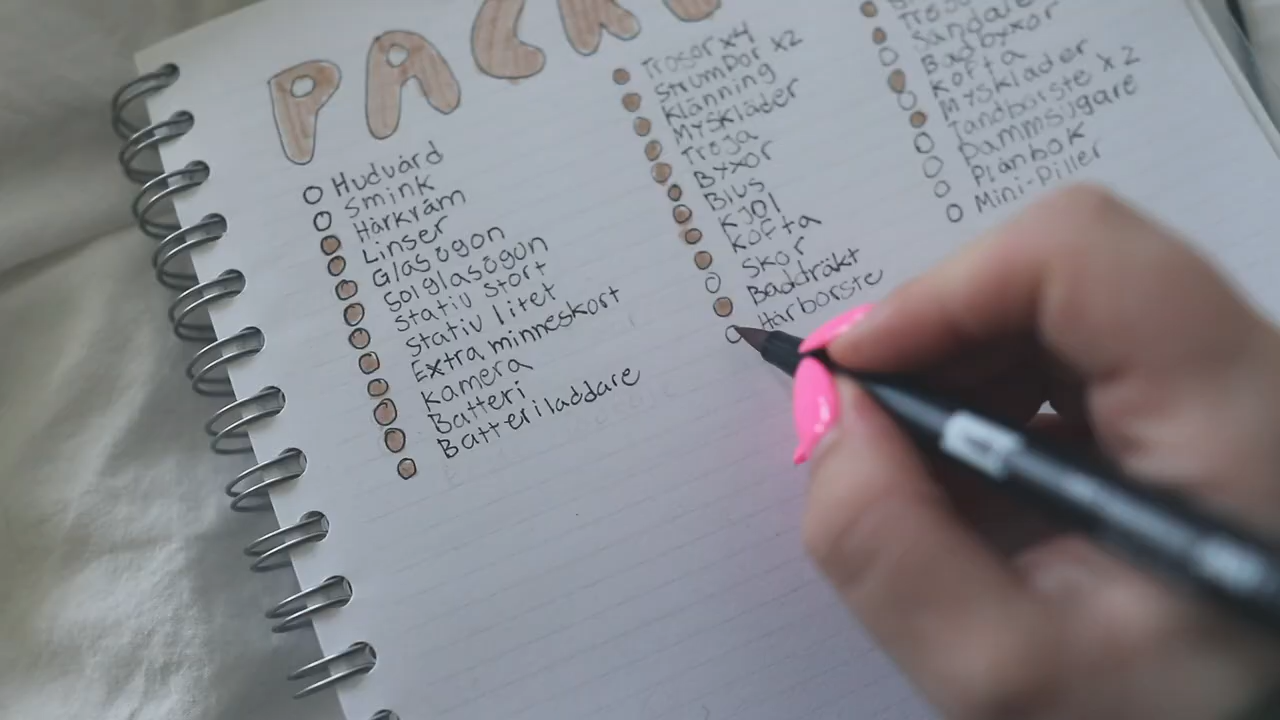 PACK
Hudvård
Smink
Hårkräm
Linser
Glasögon
Solglasögon
Stativ stort
Stativ litet
Extra minneskort
Kamera
Batteri
Batteriladdare
Trosor x4
Strumpor x2
Klänning
Myskläder
Tröja
Byxor
Blus
Kjol
Kofta
Skor
Baddräkt
Hårborste
Tröja
Sandaler
Badbyxor
Kofta
Myskläder
Tandborste x2
Dammsugare
Plånbok
Mini-Piller